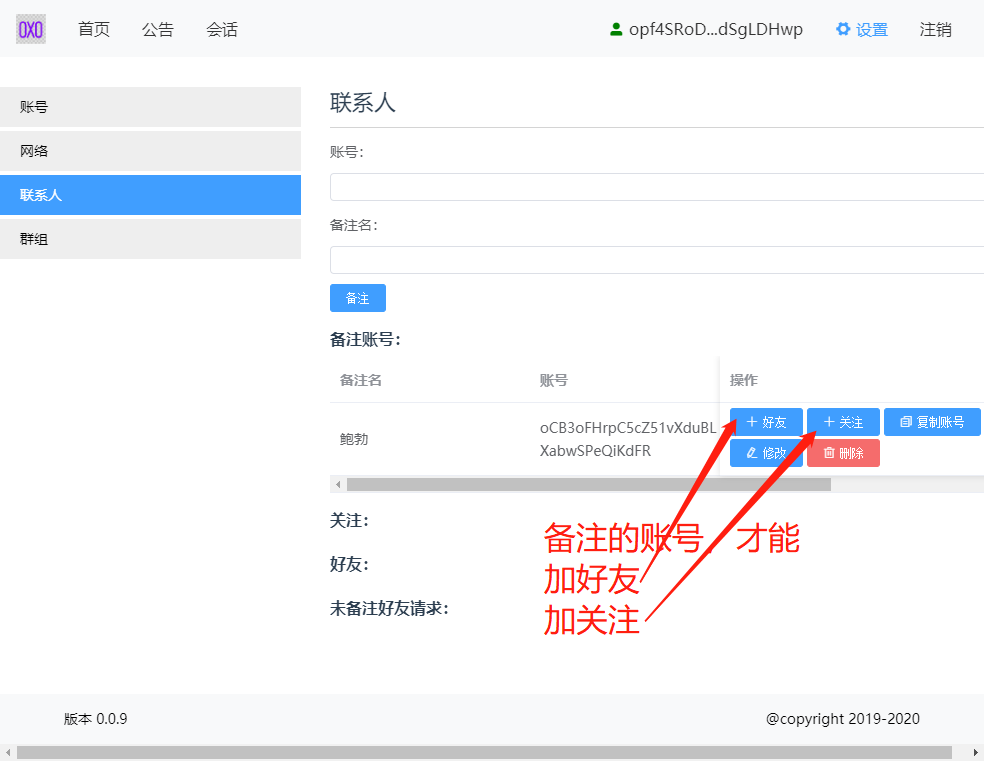 OXO 首页 公告 会话 opf4SRoD...dSgLDHwp 设置 注销
账号
网络
联系人
群组
联系人
账号：
备注名：
备注
备注账号：
备注名 账号 操作
鲍勃 oCB3oFHrpC5cZ51vXduBL
XabwSPeQiKdFR
好友 关注 复制账号
修改 删除
关注：
好友：
未备注好友请求：
备注的账号，才能
加好友
加关注
版本 0.0.9 @copyright 2019-2020